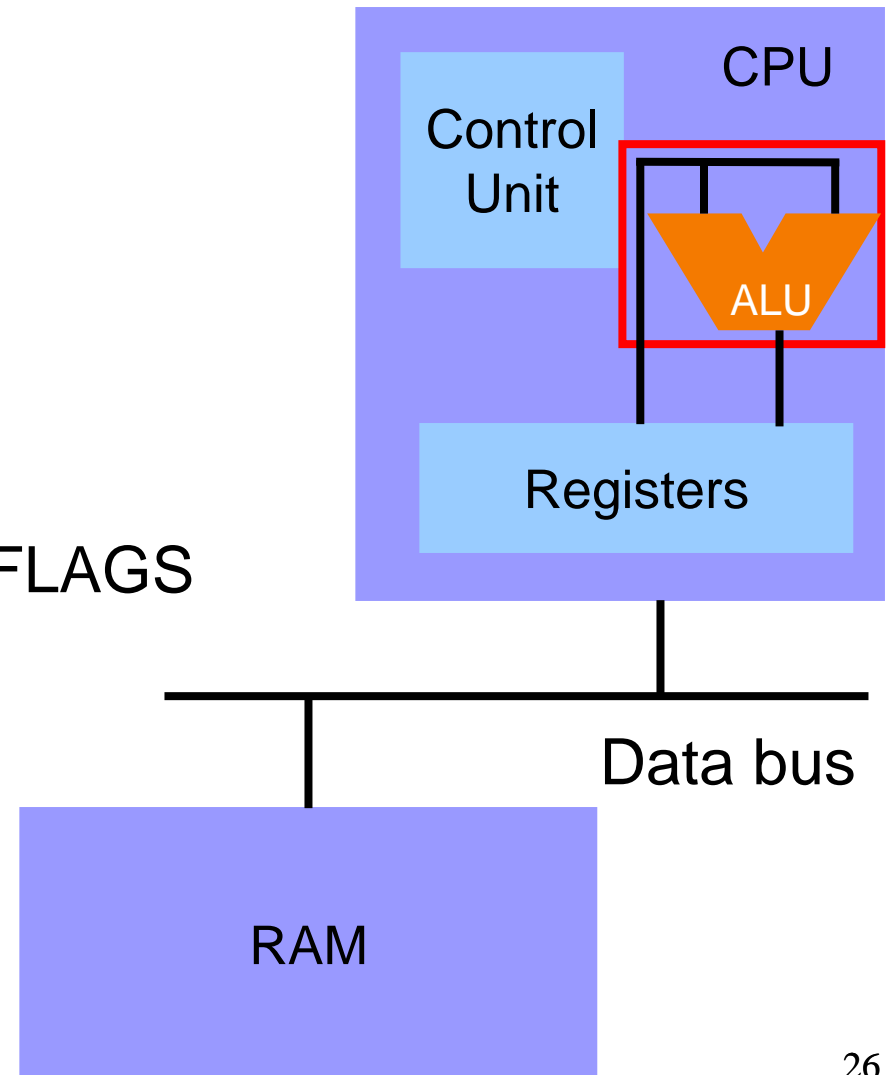 CPU
Control
Unit
ALU
Registers
FLAGS
Data bus
RAM
26